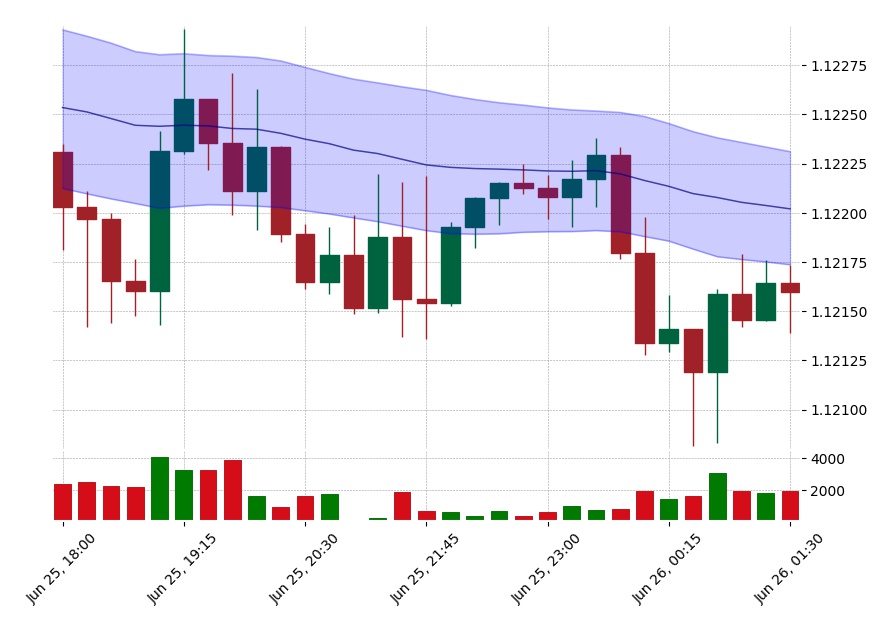 1.12275
1.12250
1.12225
1.12200
1.12175
1.12150
1.12125
1.12100
4000
2000
Jun 25, 18:00
Jun 25, 19:15
Jun 25, 20:30
Jun 25, 21:45
Jun 25, 23:00
Jun 26, 00:15
Jun 26, 01:30